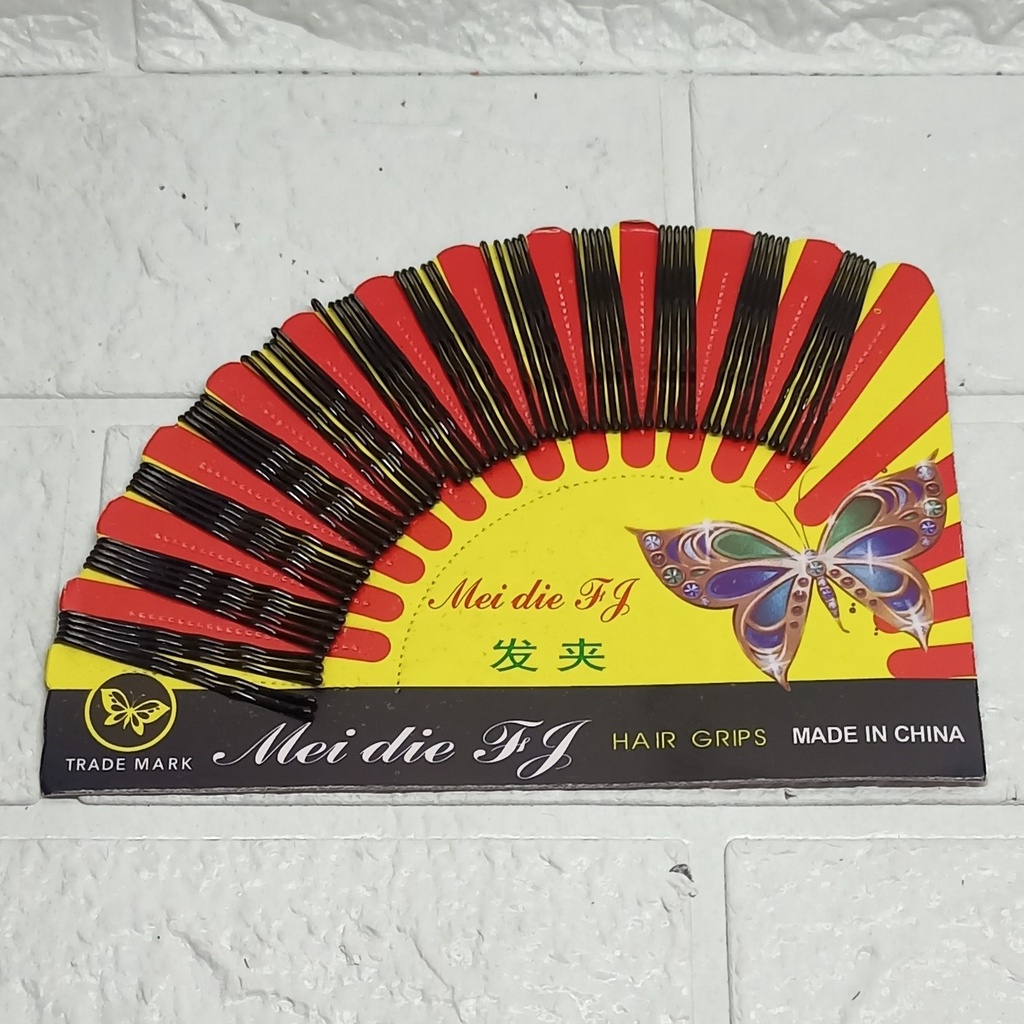 Mei die FJ
发夹
TRADE MARK
Mei die FJ HAIR GRIPS MADE IN CHINA